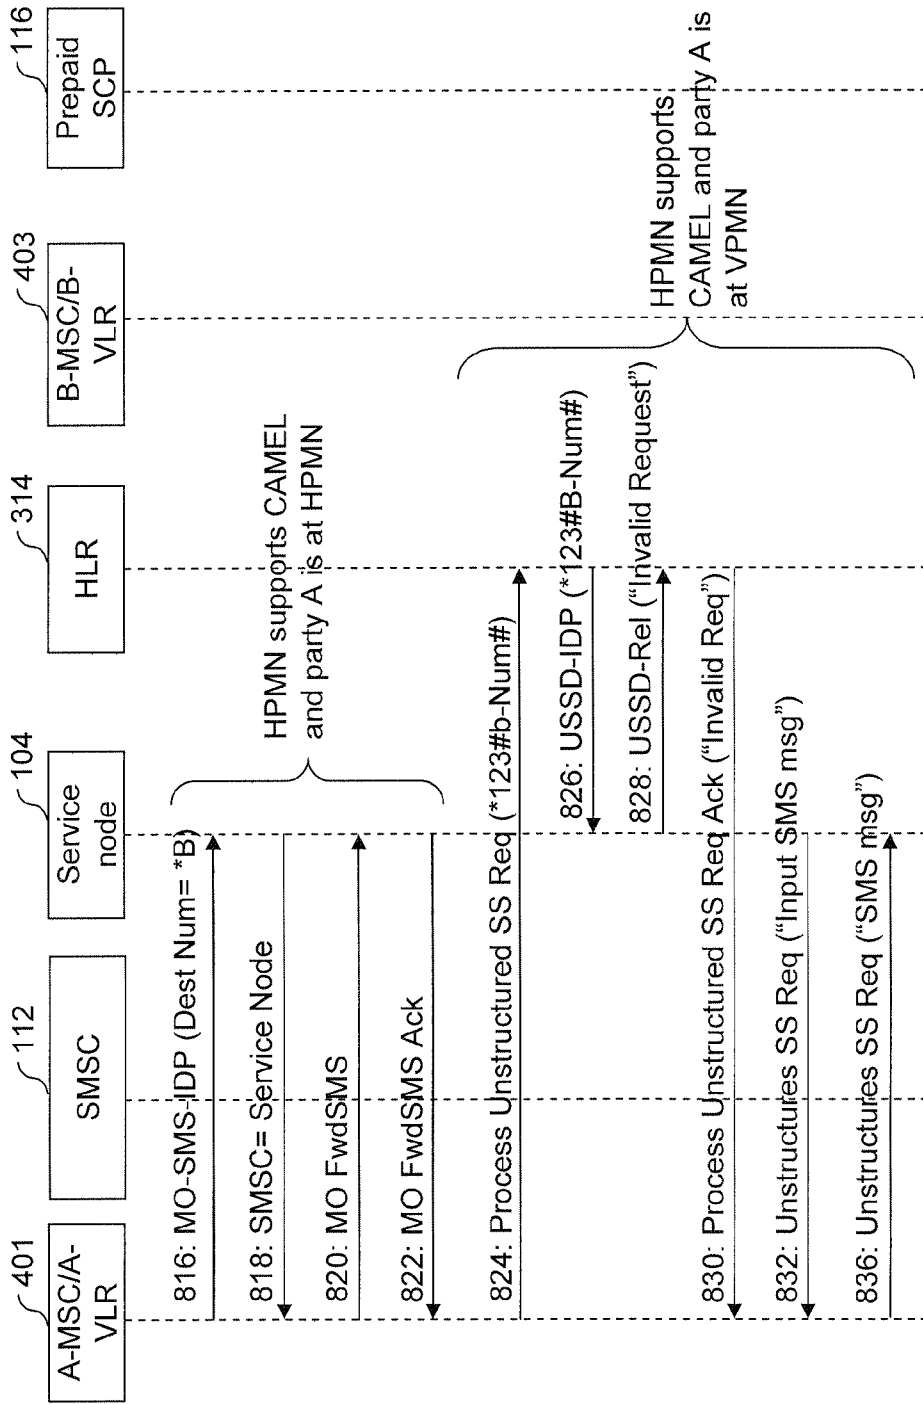 401
A-MSC/A-
VLR
112
SMSC
104
Service
node
314
HLR
403
B-MSC/B-
VLR
116
Prepaid
SCP
816: MO-SMS-IDP (Dest Num= *B)
818: SMSC= Service Node
820: MO FwdSMS
822: MO FwdSMS Ack
HPMN supports CAMEL
and party A is at HPMN
824: Process Unstructured SS Req (*123#b-Num#)
826: USSD-IDP (*123#B-Num#)
828: USSD-Rel (“Invalid Request”)
830: Process Unstructured SS Req Ack (“Invalid Req”)
832: Unstructures SS Req (“Input SMS msg”)
836: Unstructures SS Req (“SMS msg”)
HPMN supports
CAMEL and party A is
at VPMN